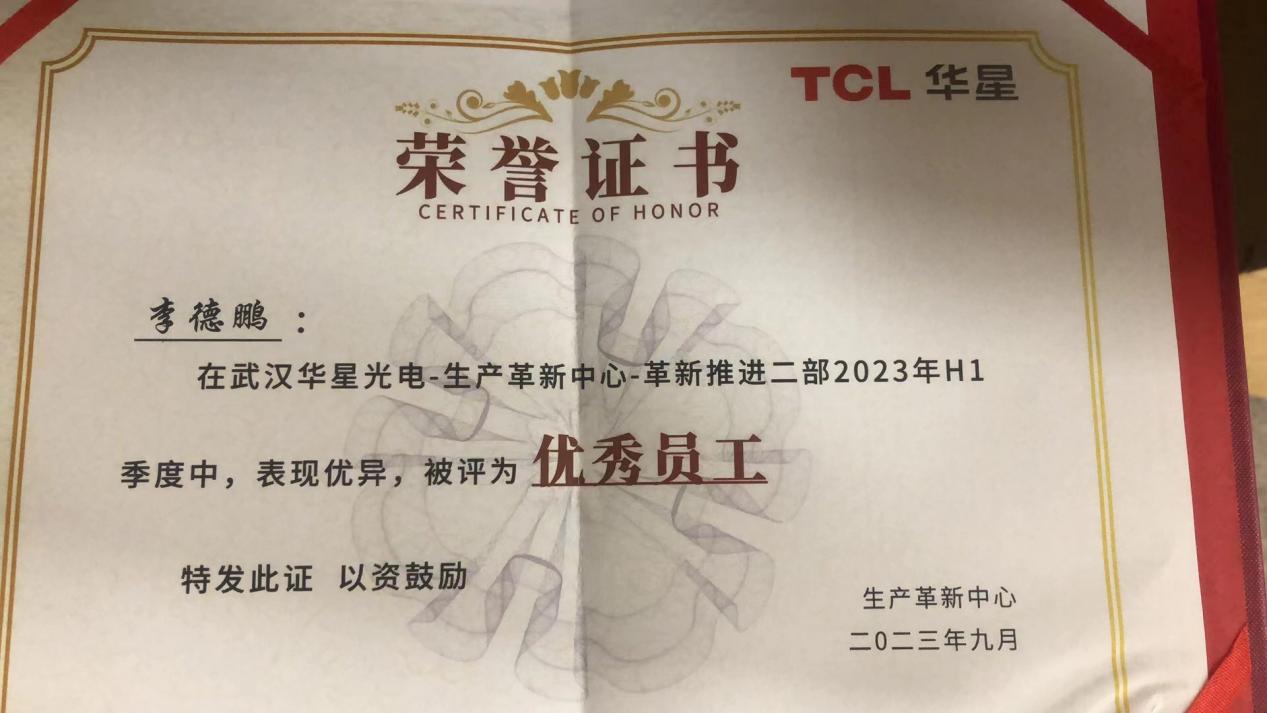 TCL 华星
荣誉证书
CERTIFICATE OF HONOR
李德鹏：
在武汉华星光电-生产革新中心-革新推进二部2023年H1
季度中，表现优异，被评为 优秀员工
特发此证 以资鼓励
生产革新中心
二0二三年九月